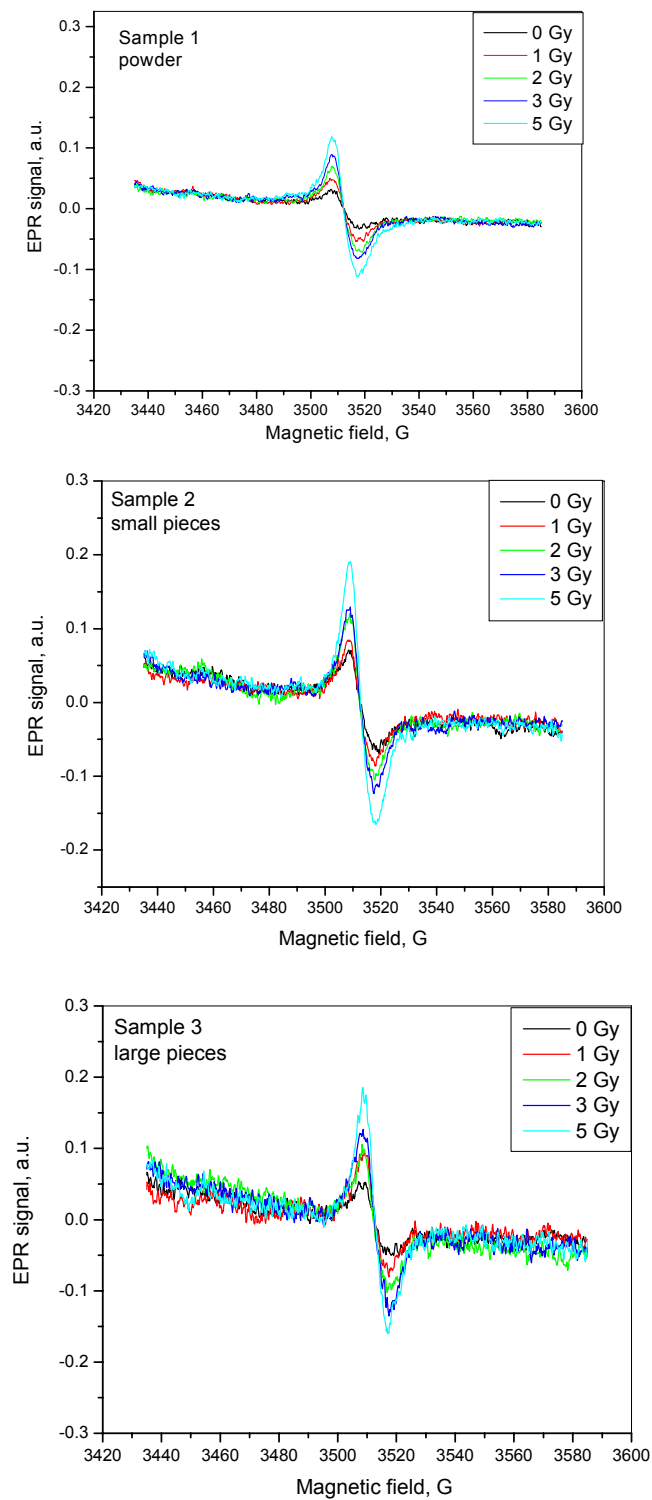 Sample 1
powder
0 Gy
1 Gy
2 Gy
3 Gy
5 Gy
0.3
0.2
0.1
0.0
-0.1
-0.2
-0.3
EPR signal, a.u.
3420 3440 3460 3480 3500 3520 3540 3560 3580 3600
Magnetic field, G
Sample 2
small pieces
0 Gy
1 Gy
2 Gy
3 Gy
5 Gy
0.3
0.2
0.1
0.0
-0.1
-0.2
EPR signal, a.u.
3420 3440 3460 3480 3500 3520 3540 3560 3580 3600
Magnetic field, G
Sample 3
large pieces
0 Gy
1 Gy
2 Gy
3 Gy
5 Gy
0.3
0.2
0.1
0.0
-0.1
-0.2
-0.3
EPR signal, a.u.
3420 3440 3460 3480 3500 3520 3540 3560 3580 3600
Magnetic field, G